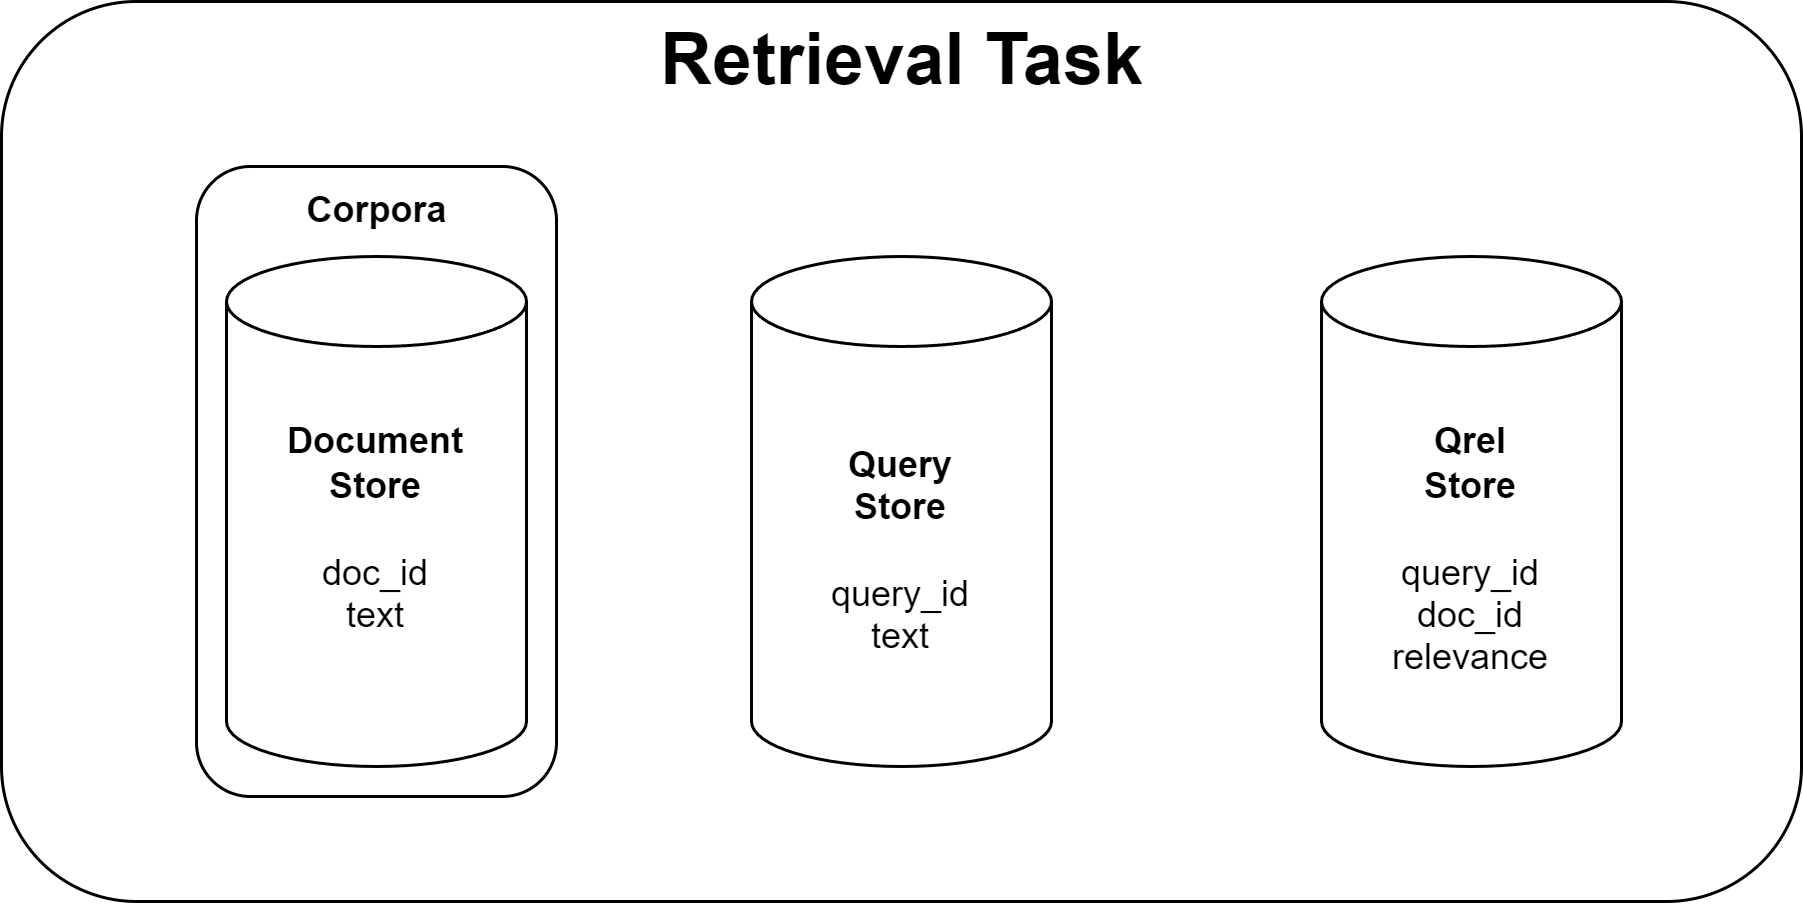 Retrieval Task
Corpora
Document
Store
doc_id
text
Query
Store
query_id
text
Qrel
Store
query_id
doc_id
relevance